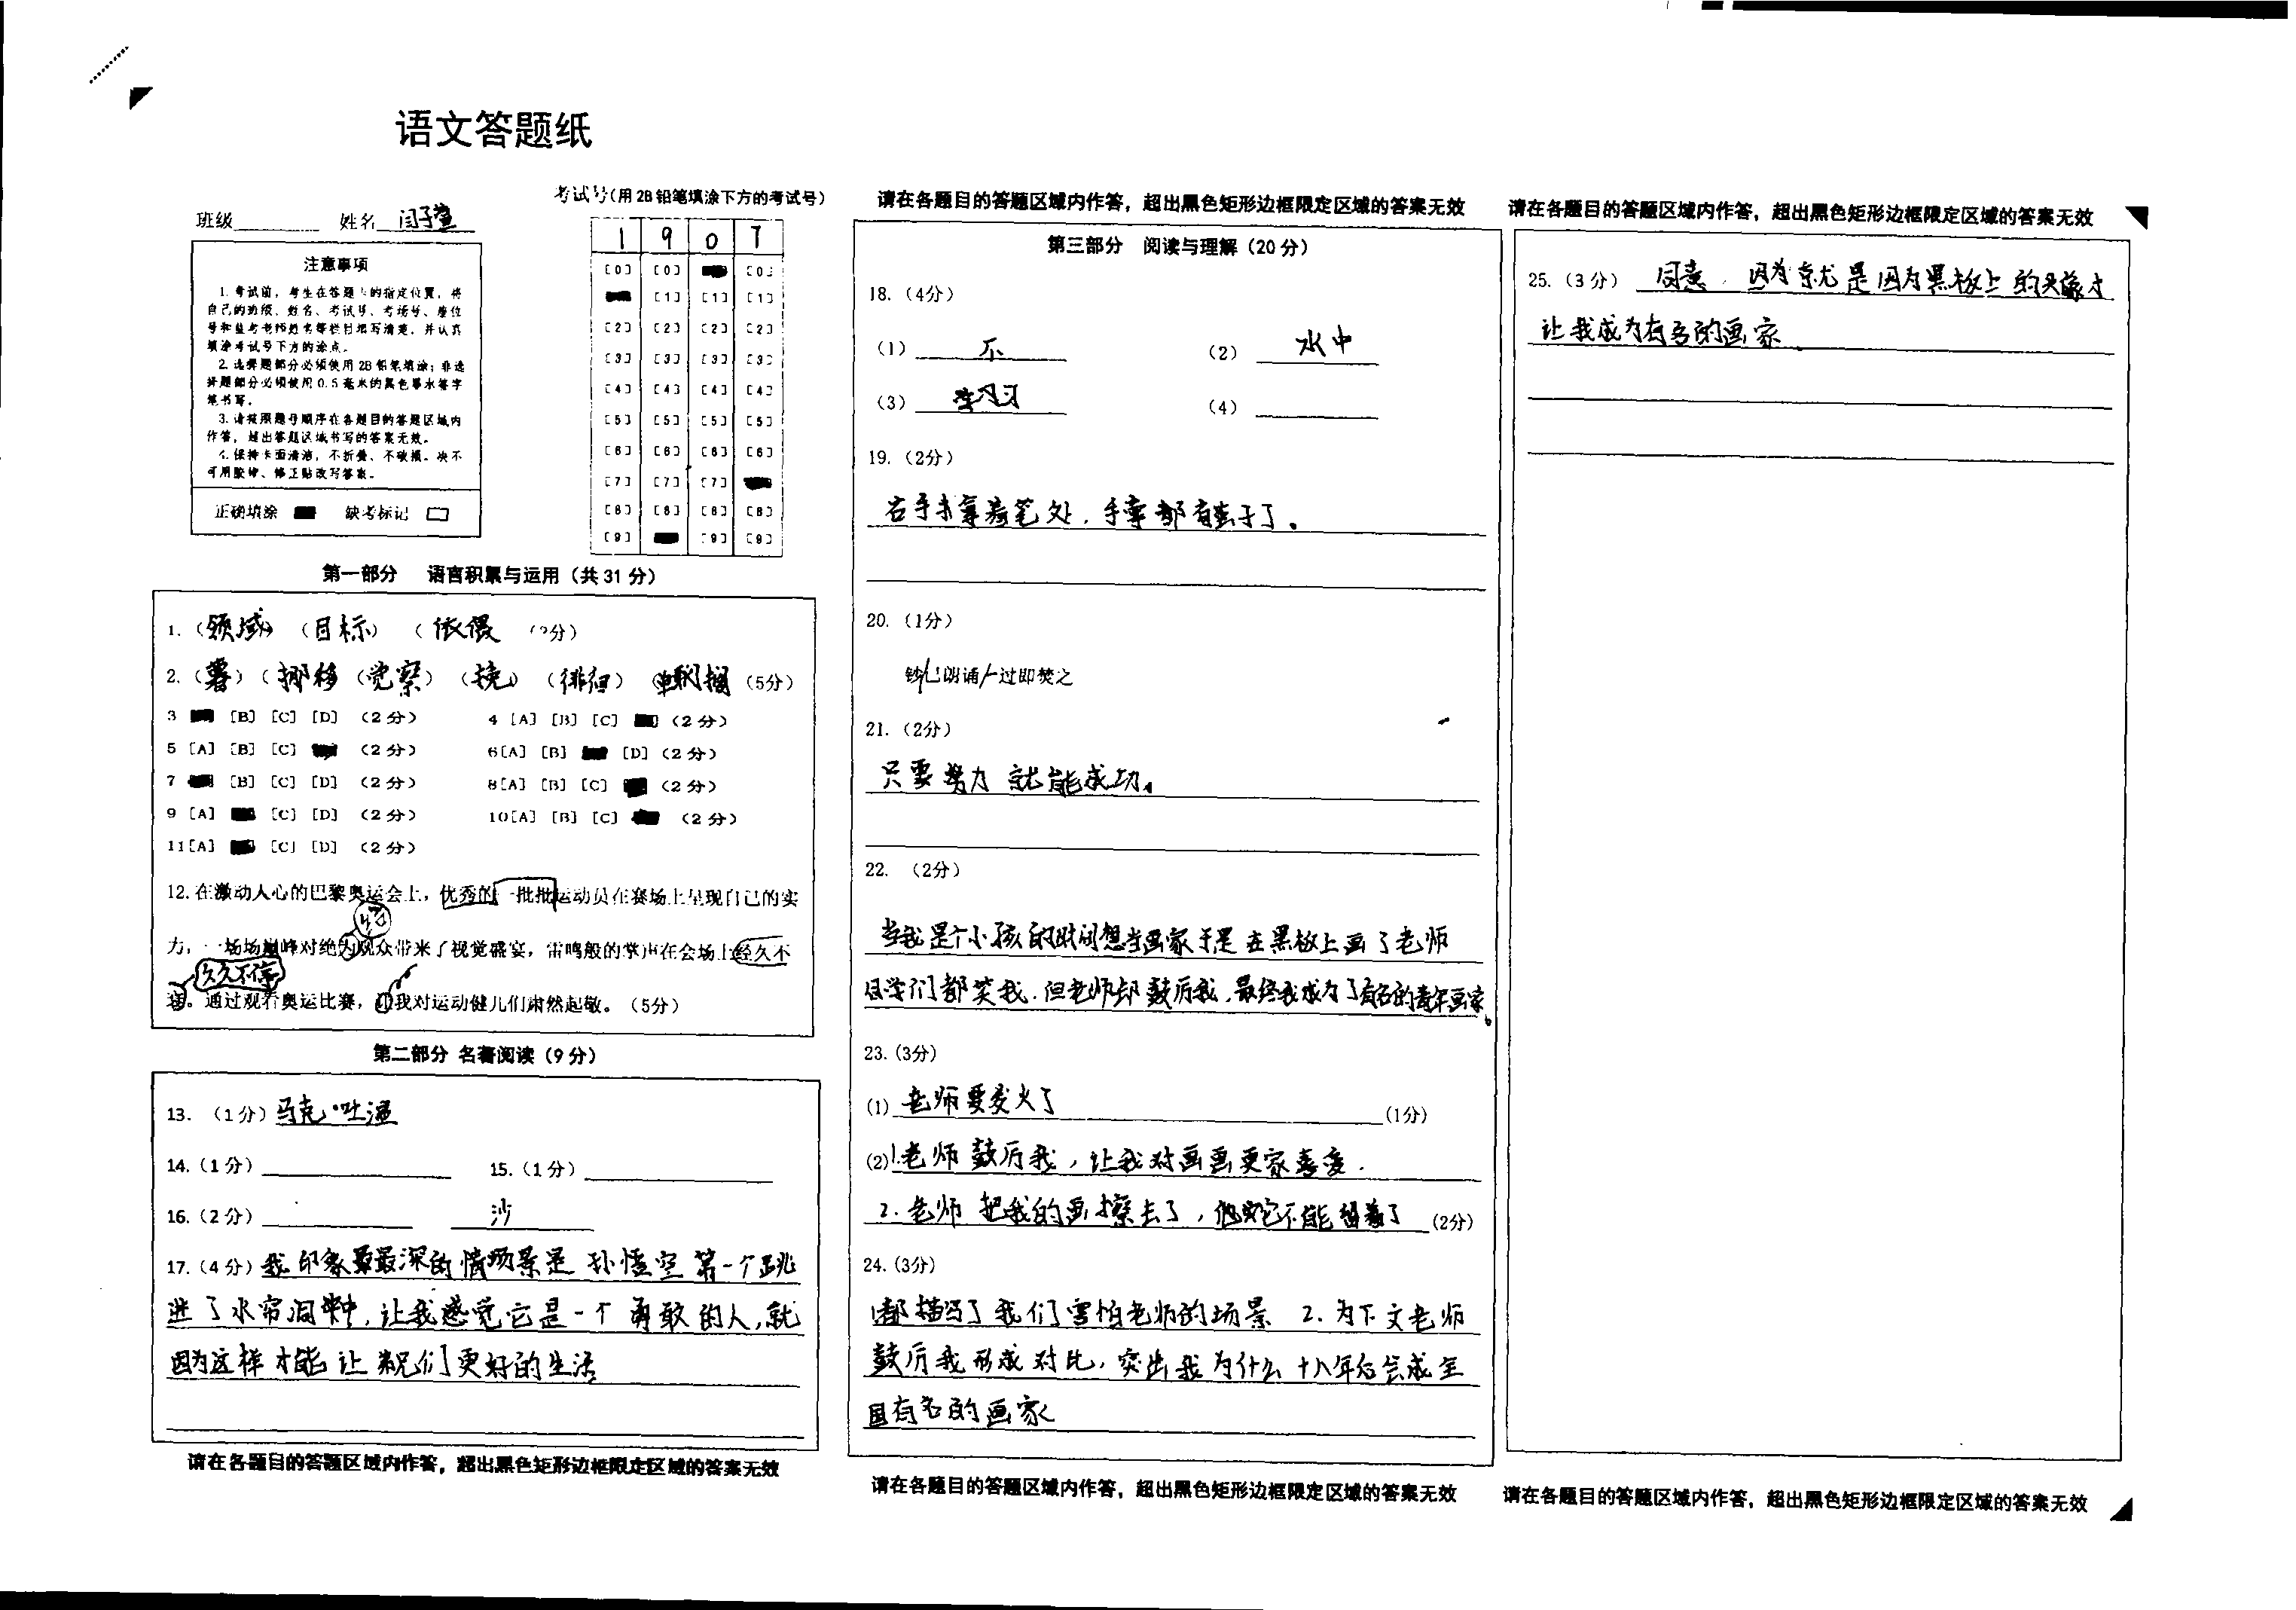 语文答题纸
班级 姓名 闫子萱
考试号(用2B铅笔填涂下方的考试号)
1 9 0 7
[0] [0] [0]
[1] [1] [1]
[2] [2] [2] [2]
[3] [3] [3] [3]
[4] [4] [4] [4]
[5] [5] [5] [5]
[6] [6] [6] [6]
[7] [7] [7]
[8] [8] [8] [8]
[9] [9] [9]
注意事项
1. 考试前，考生在答题卡的指定位置，将
自己的班级、姓名、考试号、考场号、座位
号和监考老师姓名等栏目填写清楚，并认真
填涂考试号下方的涂点。
2. 选择题部分必须使用2B铅笔填涂；非选
择题部分必须使用0.5毫米的黑色墨水签字
笔书写。
3. 请按照题号顺序在各题目的答题区域内
作答，超出答题区域书写的答案无效。
4. 保持卡面清洁，不折叠、不破损。决不
可用胶带、修正贴改写答案。
正确填涂 缺考标记
第一部分 语言积累与运用（共31分）
1.（领域）（目标）（依偎 分）
2.（薯）（挪移（觉察）（挠）（徘徊） （5分）
3 [B] [C] [D] （2分） 4 [A] [B] [C] （2分）
5 [A] [B] [C] （2分） 6[A] [B] [D]（2分）
7 [B] [C] [D] （2分） 8[A] [B] [C] （2分）
9 [A] [C] [D] （2分） 10[A] [B] [C] （2分）
11[A] [C] [D] （2分）
12. 在激动人心的巴黎奥运会上，优秀的一批批运动员在赛场上呈现自己的实
给
力，一场场巅峰对绝为观众带来了视觉盛宴，雷鸣般的掌声在会场上经久不
久久不停
遏。通过观看奥运比赛，让我对运动健儿们肃然起敬。（5分）
第二部分 名著阅读（9分）
13. （1分）马克·吐温
14.（1分） 15.（1分）
16.（2分） 沙
17.（4分）我印象最深的情场景是 孙悟空 第一个跳
进了水帘洞中，让我感觉它是一个勇敢的人，就
因为这样才能让猴儿们更好的生活
请在各题目的答题区域内作答，超出黑色矩形边框限定区域的答案无效
请在各题目的答题区域内作答，超出黑色矩形边框限定区域的答案无效
第三部分 阅读与理解（20分）
18.（4分）
（1） 不 （2） 水中
（3） 学习 （4）
19.（2分）
右手未拿着笔处，手掌都有茧子了。
20.（1分）
钞已朗诵/一过即焚之
21.（2分）
只要努力 就能成功。
22. （2分）
当我是个小孩的时间想当画家于是在黑板上画了老师
同学们都笑我，但老师却鼓历我，最终我成为了有名的青年画家。
23.（3分）
(1) 老师要发火了 (1分)
(2)1.老师鼓历我，让我对画画更家喜爱.
2.老师 把我的画擦去了，他 不能留着了 (2分)
24.（3分）
1都描写了我们害怕老师的场景 2.为下文老师
鼓历我形成对比，突出我为什么十八年后会成全
国有名的画家
请在各题目的答题区域内作答，超出黑色矩形边框限定区域的答案无效
请在各题目的答题区域内作答，超出黑色矩形边框限定区域的答案无效
25.（3分） 同意，因为就是因为黑板上的头像才
让我成为有名的画家
请在各题目的答题区域内作答，超出黑色矩形边框限定区域的答案无效